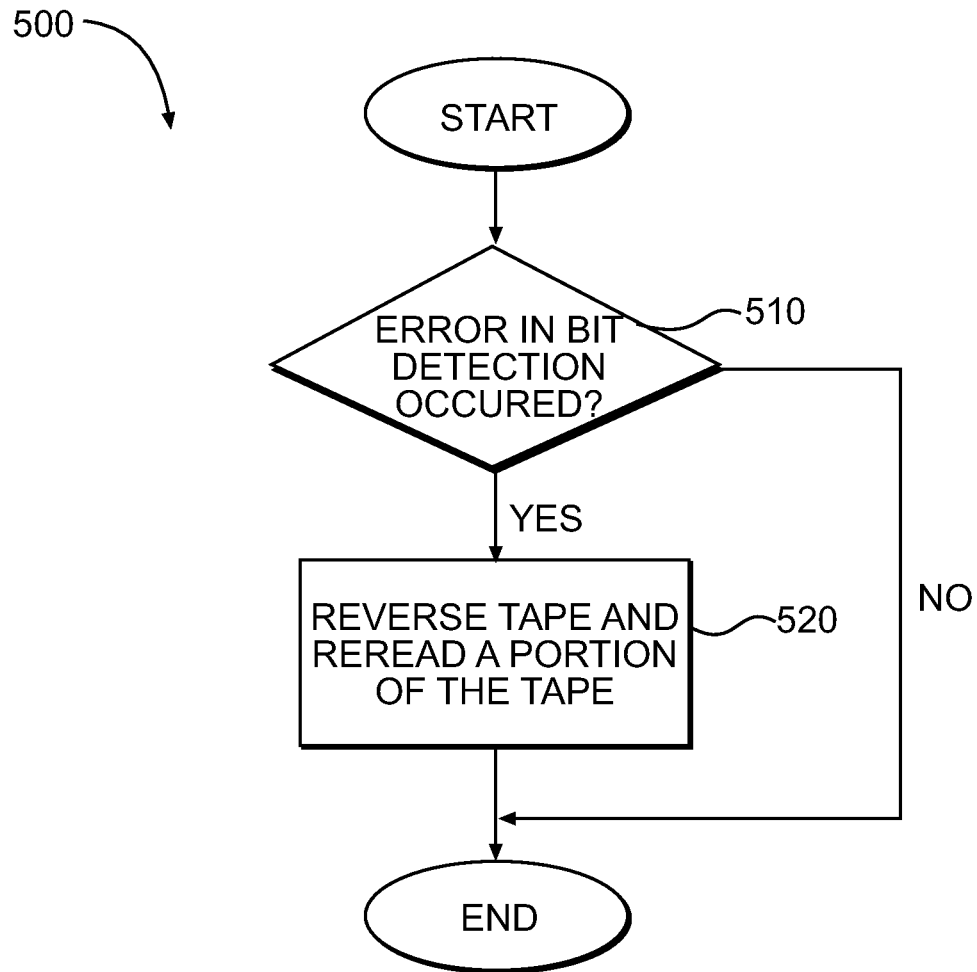 500
START
ERROR IN BIT
DETECTION
OCCURED?
510
YES
NO
REVERSE TAPE AND
REREAD A PORTION
OF THE TAPE
520
END